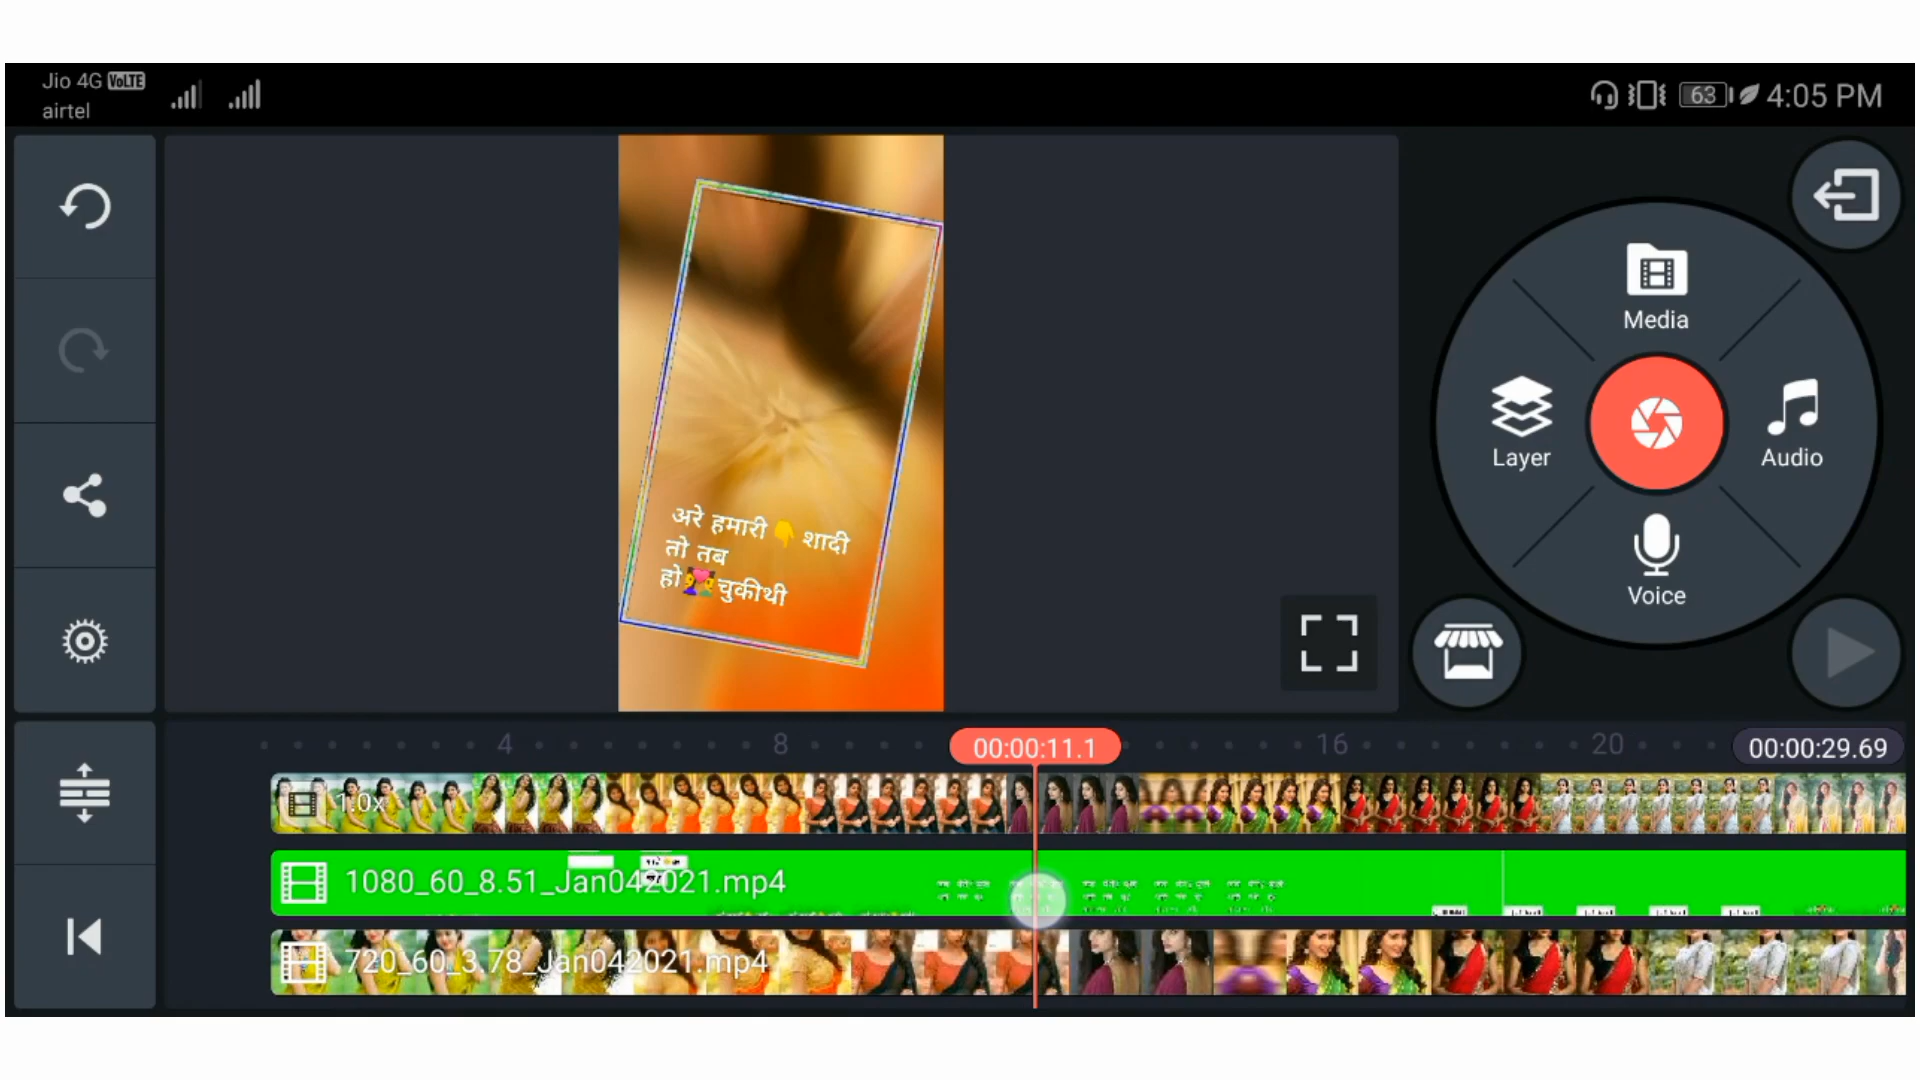 Jio 4G VoLTE
airtel
63
4:05 PM
Media
Layer
Audio
Voice
अरे हमारी👇शादी
तो तब
हो👩‍❤️‍👨चुकीथी
4
8
00:00:11.1
16
20
00:00:29.69
1.0x
1080_60_8.51_Jan042021.mp4
720_60_3.78_Jan042021.mp4